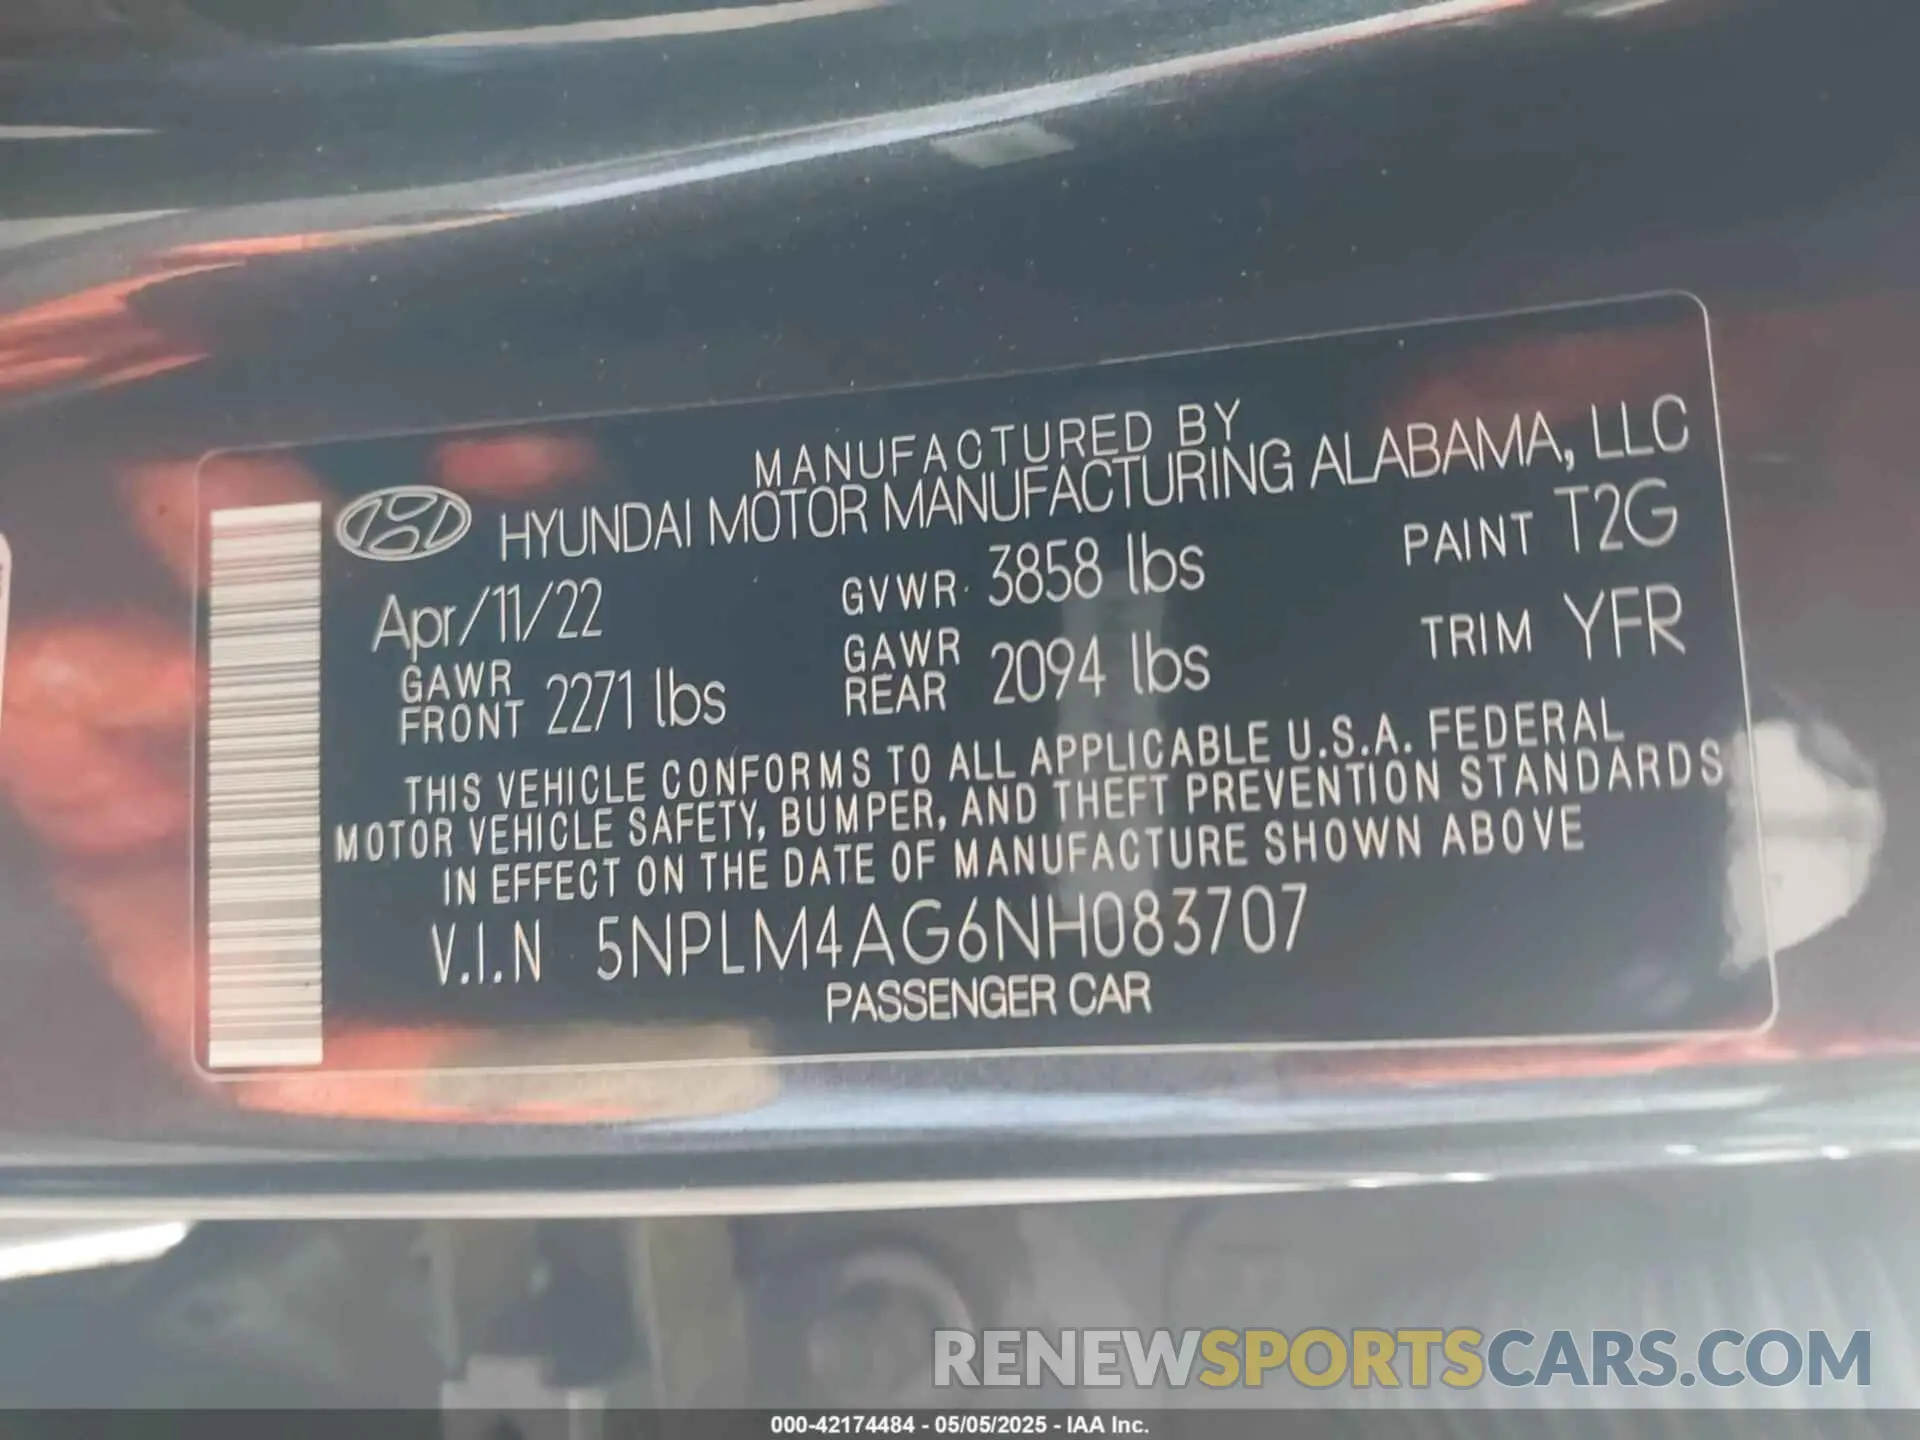 MANUFACTURED BY
HYUNDAI MOTOR MANUFACTURING ALABAMA, LLC
Apr/11/22 GVWR 3858 lbs PAINT T2G
GAWR FRONT 2271 lbs GAWR REAR 2094 lbs TRIM YFR
THIS VEHICLE CONFORMS TO ALL APPLICABLE U.S.A. FEDERAL
MOTOR VEHICLE SAFETY, BUMPER, AND THEFT PREVENTION STANDARDS
IN EFFECT ON THE DATE OF MANUFACTURE SHOWN ABOVE
V.I.N 5NPLM4AG6NH083707
PASSENGER CAR
RENEWSPORTSCARS.COM
000-42174484 - 05/05/2025 - IAA Inc.